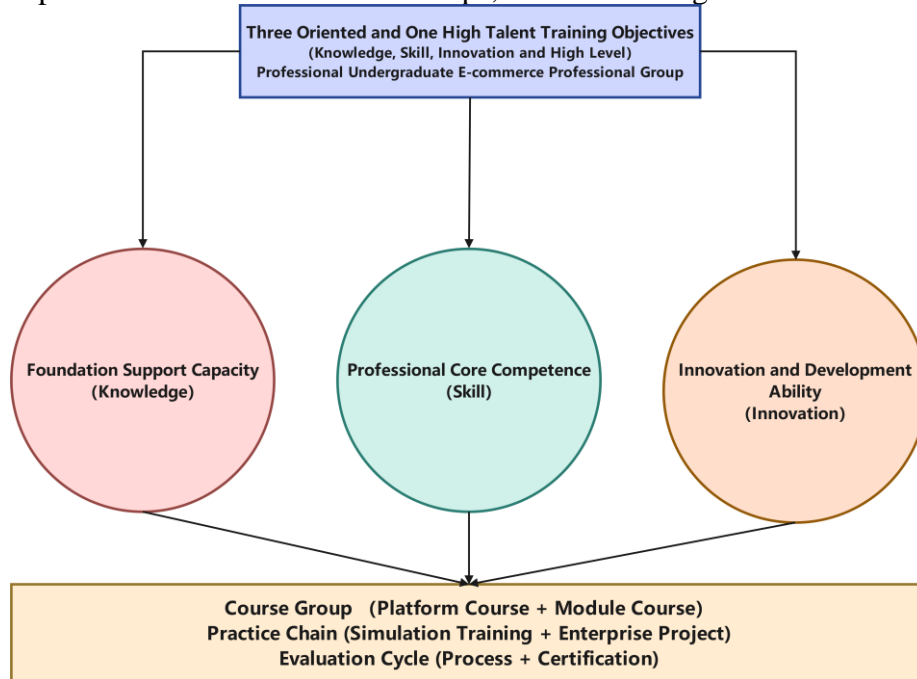 Three Oriented and One High Talent Training Objectives
(Knowledge, Skill, Innovation and High Level)
Professional Undergraduate E-commerce Professional Group
Foundation Support Capacity
(Knowledge)
Professional Core Competence
(Skill)
Innovation and Development
Ability
(Innovation)
Course Group (Platform Course + Module Course)
Practice Chain (Simulation Training + Enterprise Project)
Evaluation Cycle (Process + Certification)